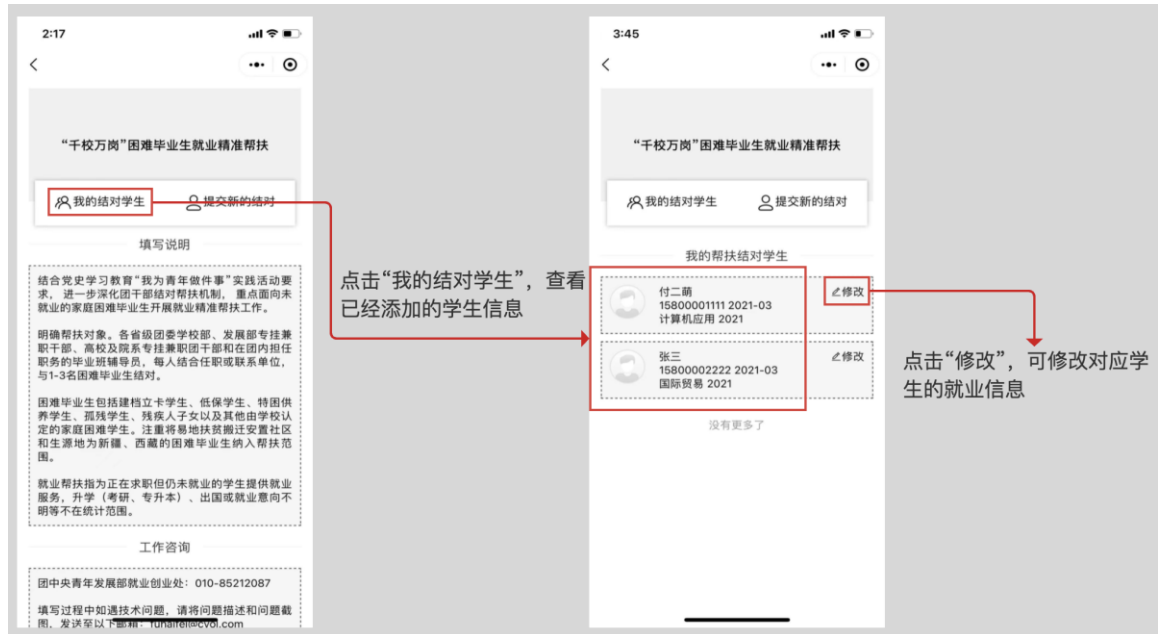 2:17
“千校万岗”困难毕业生就业精准帮扶
我的结对学生
提交新的结对
填写说明
结合党史学习教育“我为青年做件事”实践活动要
求，进一步深化团干部结对帮扶机制，重点面向未
就业的家庭困难毕业生开展就业精准帮扶工作。
明确帮扶对象。各省级团委学校部、发展部专挂兼
职干部、高校及院系专挂兼职团干部和在团内担任
职务的毕业班辅导员，每人结合任职或联系单位，
与1-3名困难毕业生结对。
困难毕业生包括建档立卡学生、低保学生、特困供
养学生、孤残学生、残疾人子女以及其他由学校认
定的家庭困难学生。注重将易地扶贫搬迁安置社区
和生源地为新疆、西藏的困难毕业生纳入帮扶范
围。
就业帮扶指为正在求职但仍未就业的学生提供就业
服务，升学（考研、专升本）、出国或就业意向不
明等不在统计范围。
工作咨询
团中央青年发展部就业创业处：010-85212087
填写过程中如遇技术问题，请将问题描述和问题截
图，发送至以下邮箱：funaifei@cyol.com
点击“我的结对学生”，查看
已经添加的学生信息
3:45
“千校万岗”困难毕业生就业精准帮扶
我的结对学生
提交新的结对
我的帮扶结对学生
付二萌
15800001111 2021-03
计算机应用 2021
修改
张三
15800002222 2021-03
国际贸易 2021
修改
没有更多了
点击“修改”，可修改对应学
生的就业信息